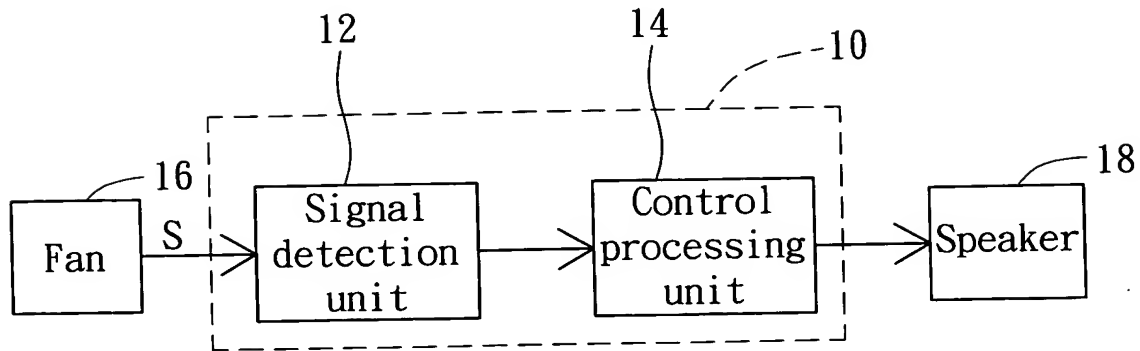 12
14
10
16
18
Fan
S
Signal
detection
unit
Control
processing
unit
Speaker